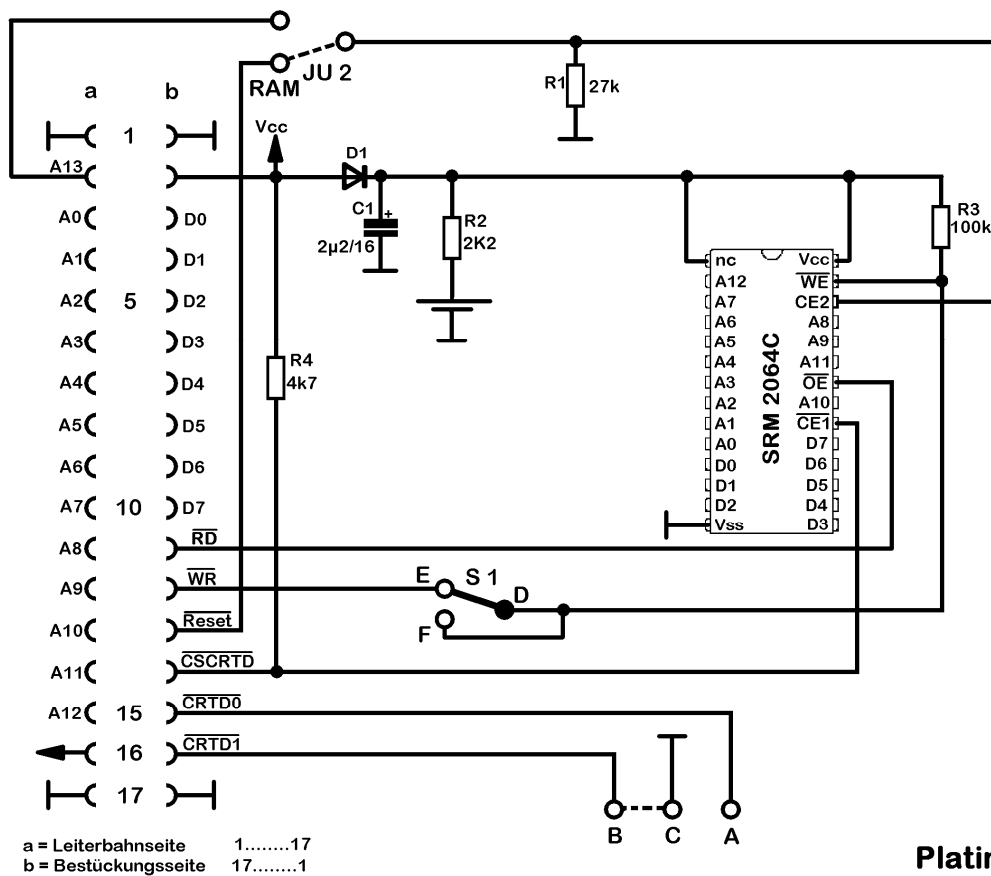 JU 2
RAM
R1
27k
a
b
1
Vcc
A13
D1
C1
+
2µ2/16
R2
2K2
R3
100k
A0
D0
A1
D1
A2
5
D2
A3
D3
A4
D4
A5
D5
A6
D6
A7
10
D7
A8
RD
A9
WR
A10
Reset
A11
CSCRTD
A12
15
CRTD0
16
CRTD1
17
R4
4k7
SRM 2064C
nc
Vcc
A12
WE
A7
CE2
A6
A8
A5
A9
A4
A11
A3
OE
A2
A10
A1
CE1
A0
D7
D0
D6
D1
D5
D2
D4
Vss
D3
E
S 1
D
F
B
C
A
a = Leiterbahnseite 1........17
b = Bestückungsseite 17........1
Platin